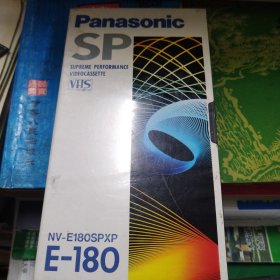 Panasonic
SP
SUPREME PERFORMANCE
VIDEOCASSETTE
VHS
NV-E180SPXP
E-180